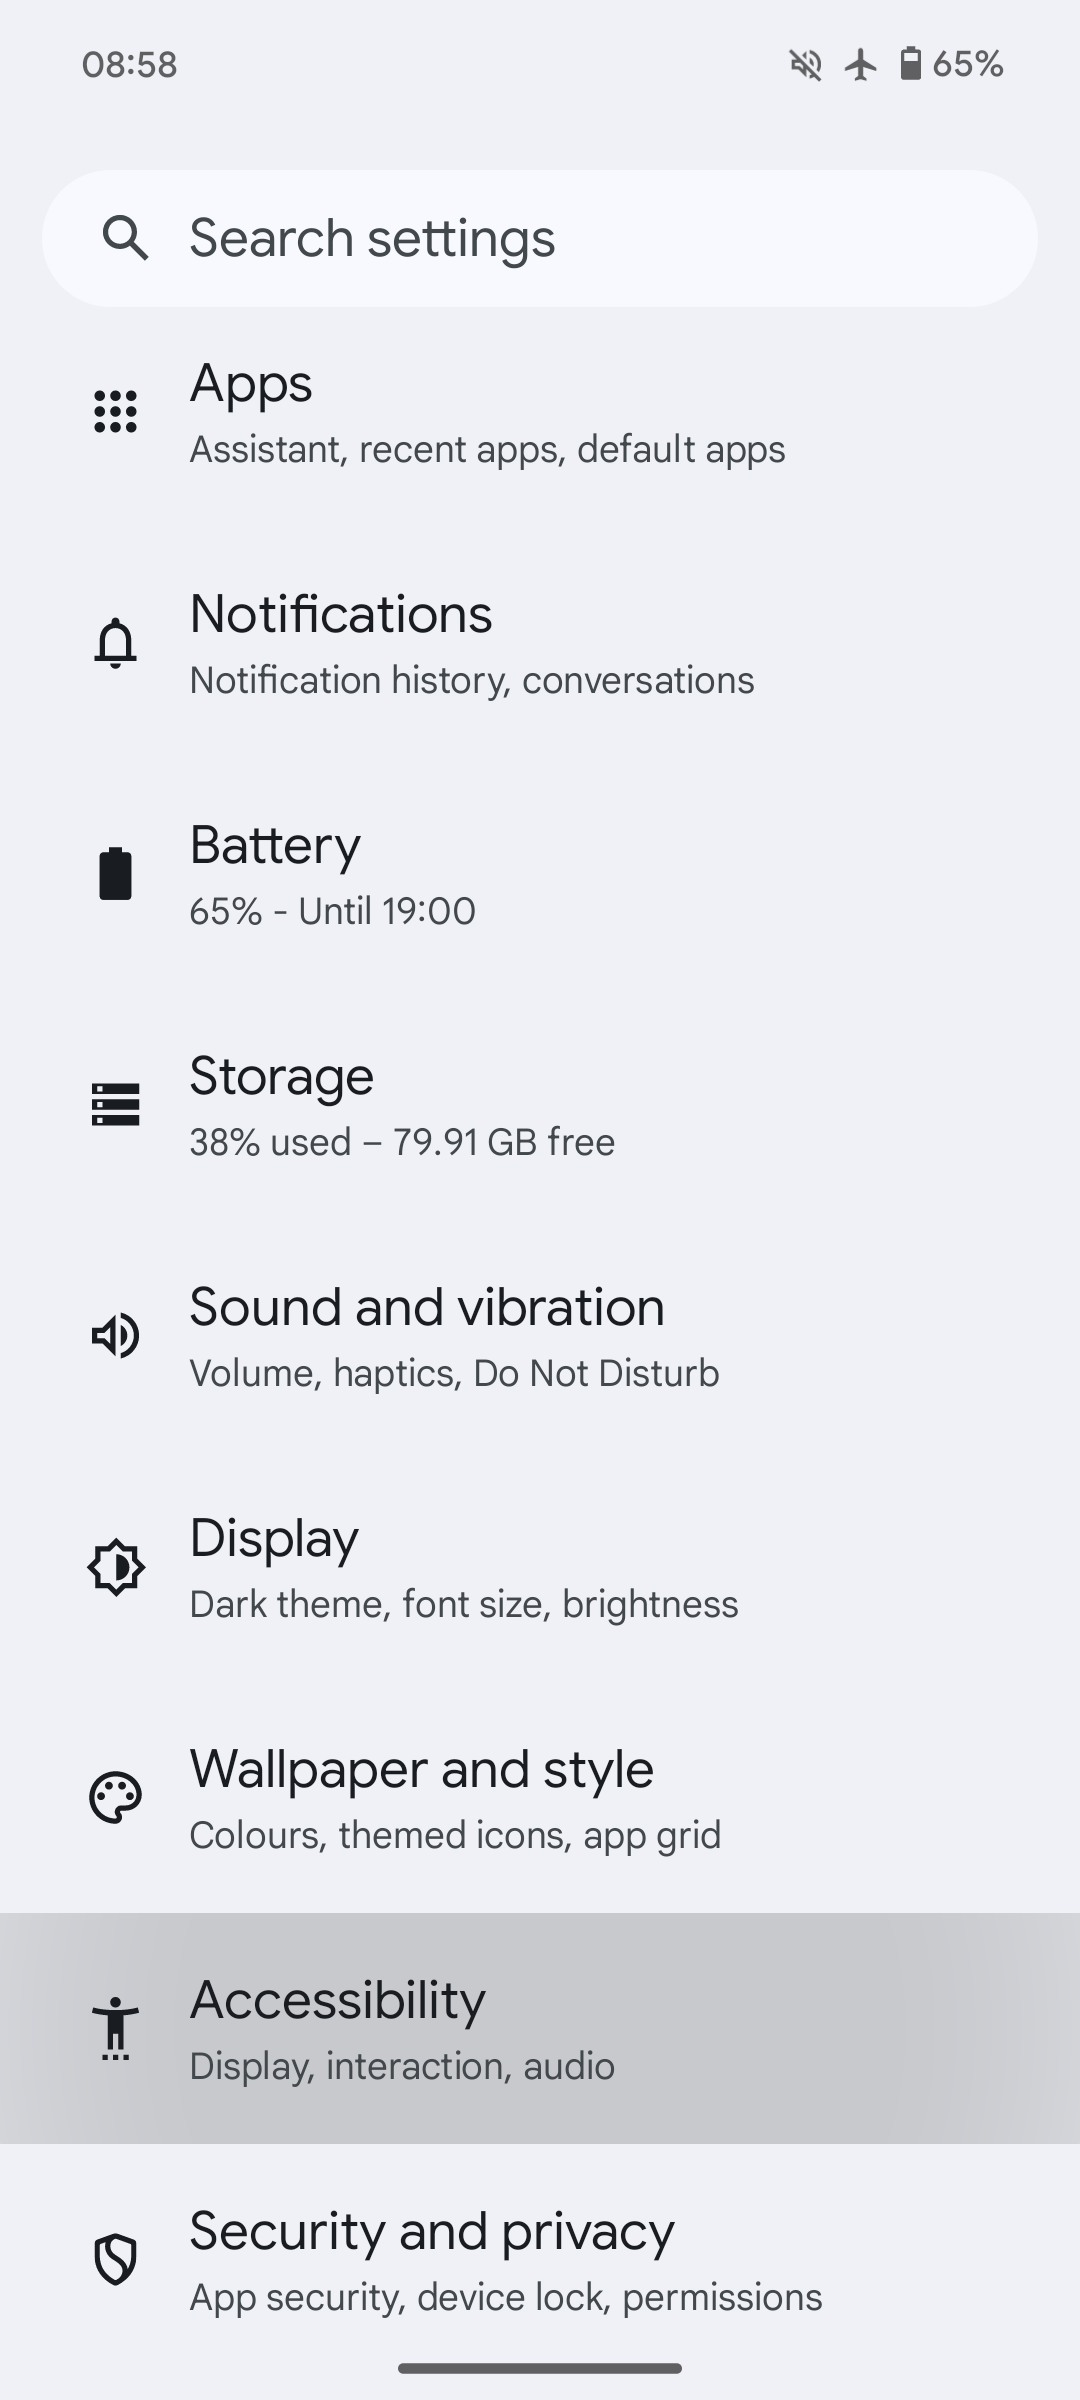 08:58
65%
Search settings
Apps
Assistant, recent apps, default apps
Notifications
Notification history, conversations
Battery
65% - Until 19:00
Storage
38% used – 79.91 GB free
Sound and vibration
Volume, haptics, Do Not Disturb
Display
Dark theme, font size, brightness
Wallpaper and style
Colours, themed icons, app grid
Accessibility
Display, interaction, audio
Security and privacy
App security, device lock, permissions